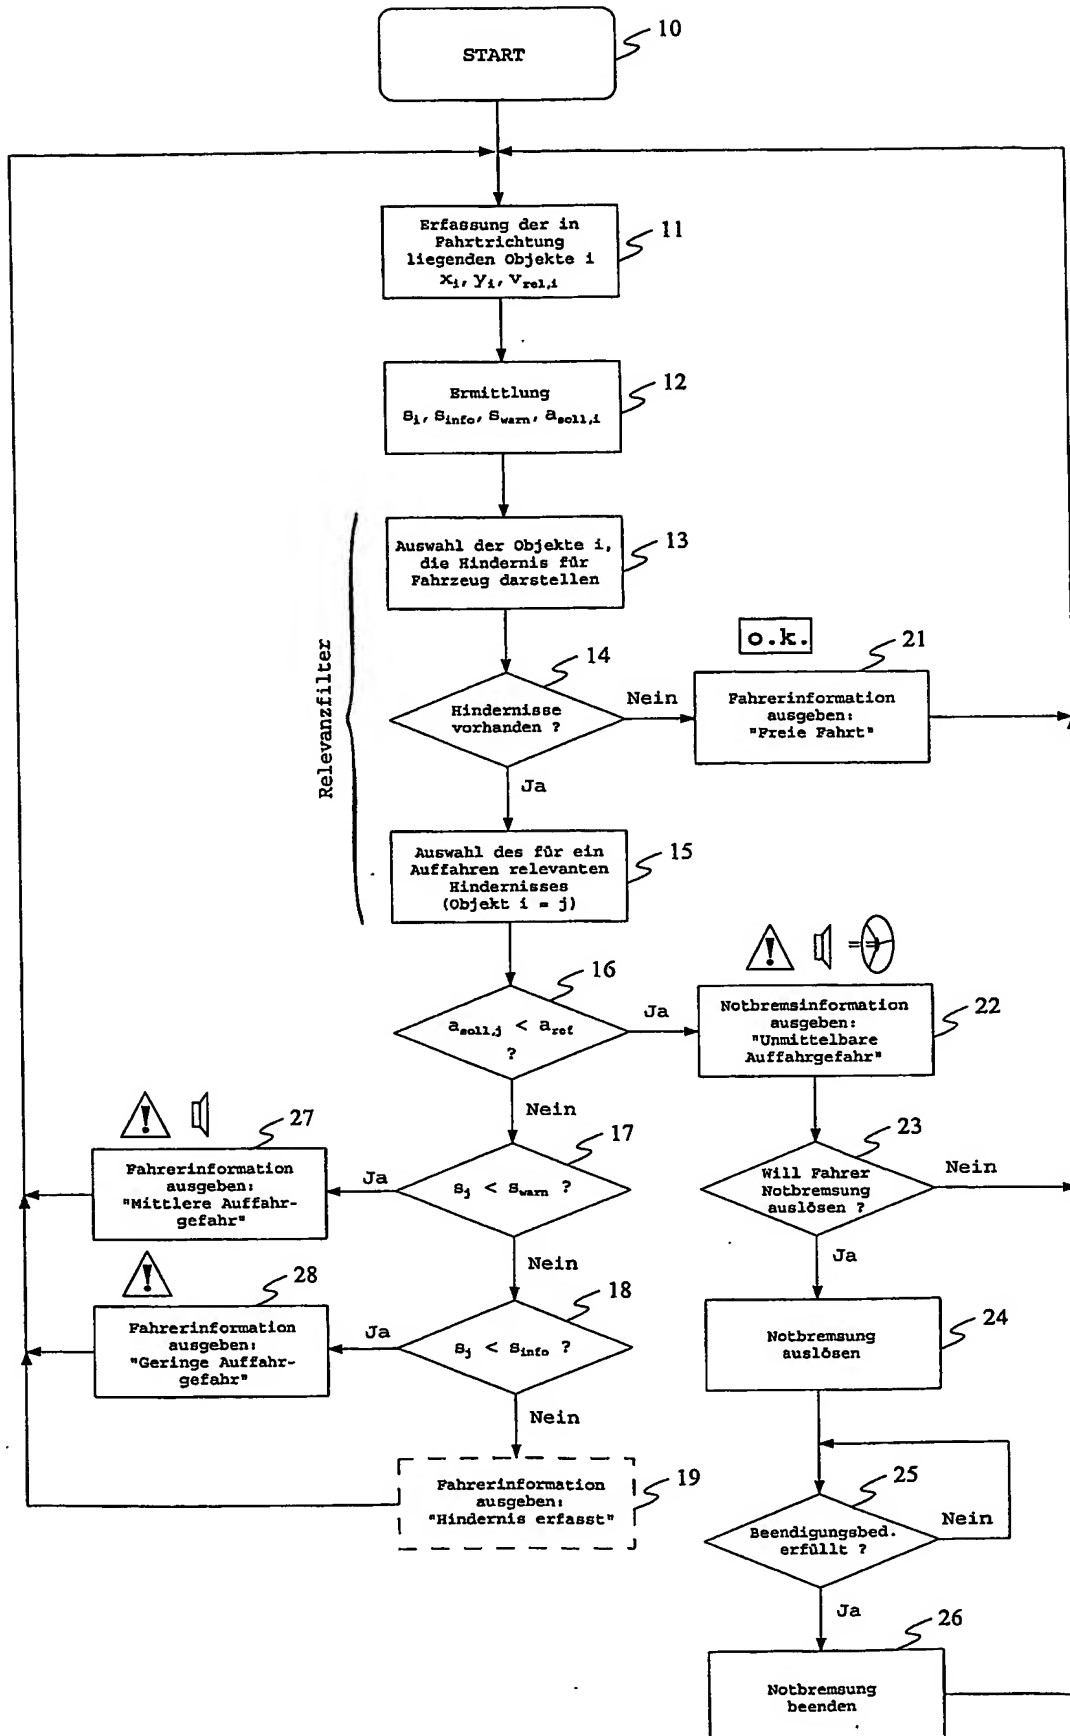 START
10
Erfassung der in
Fahrtrichtung
liegenden Objekte i
xi, yi, vrel,i
11
Ermittlung
si, sinfo, swarn, asoll,i
12
Relevanzfilter
Auswahl der Objekte i,
die Hindernis für
Fahrzeug darstellen
13
Hindernisse
vorhanden ?
14
Nein
Ja
o.k.
Fahrerinformation
ausgeben:
"Freie Fahrt"
21
Auswahl des für ein
Auffahren relevanten
Hindernisses
(Objekt i = j)
15
asoll,j < aref
?
16
Ja
Nein
!
Notbremsinformation
ausgeben:
"Unmittelbare
Auffahrgefahr"
22
!
Fahrerinformation
ausgeben:
"Mittlere Auffahr-
gefahr"
27
Ja
sj < swarn ?
17
Nein
Will Fahrer
Notbremsung
auslösen ?
23
Nein
Ja
!
Fahrerinformation
ausgeben:
"Geringe Auffahr-
gefahr"
28
Ja
sj < sinfo ?
18
Nein
Notbremsung
auslösen
24
Fahrerinformation
ausgeben:
"Hindernis erfasst"
19
Beendigungsbed.
erfüllt ?
25
Nein
Ja
Notbremsung
beenden
26